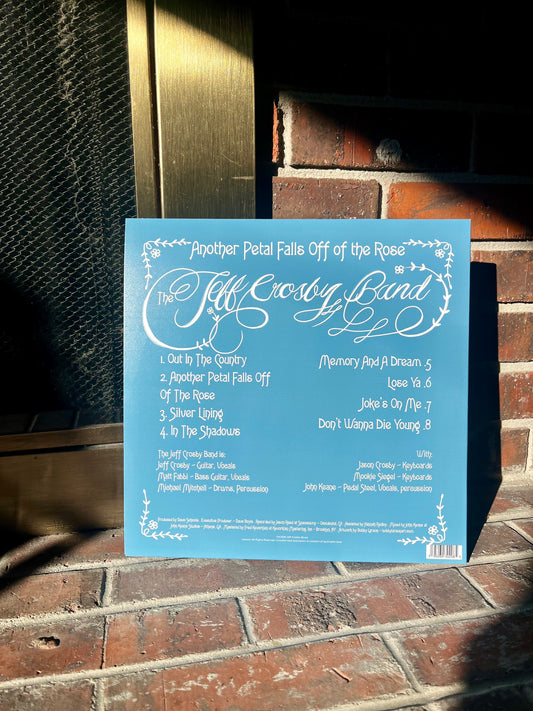 Another Petal Falls Off of the Rose
The Jeff Crosby Band
1. Out In The Country
2. Another Petal Falls Off
Of The Rose
3. Silver Lining
4. In The Shadows
Memory And A Dream .5
Lose Ya .6
Joke's On Me .7
Don't Wanna Die Young .8
The Jeff Crosby Band is:
Jeff Crosby - Guitar, Vocals
Matt Fabbi - Bass Guitar, Vocals
Michael Mitchell - Drums, Percussion
With:
Jason Crosby - Keyboards
Mookie Siegel - Keyboards
John Keane - Pedal Steel, Vocals, percussion